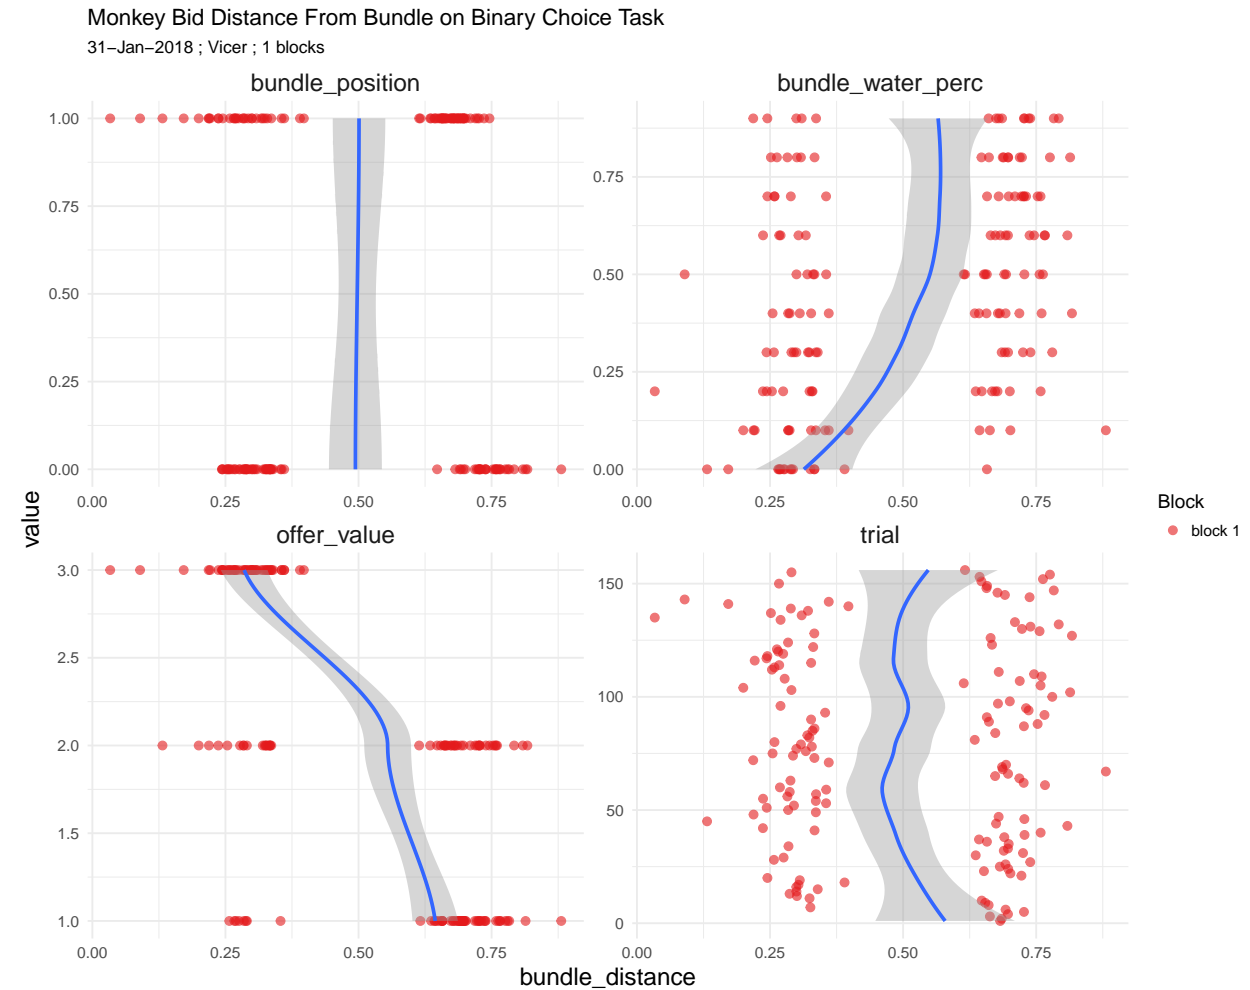 Monkey Bid Distance From Bundle on Binary Choice Task
31−Jan−2018 ; Vicer ; 1 blocks
bundle_position
bundle_water_perc
1.00
0.75
0.50
0.25
0.00
0.00 0.25 0.50 0.75
0.75
0.50
0.25
0.00
0.00 0.25 0.50 0.75
offer_value
trial
3.0
2.5
2.0
1.5
1.0
0.00 0.25 0.50 0.75
150
100
50
0
0.00 0.25 0.50 0.75
value
bundle_distance
Block
block 1